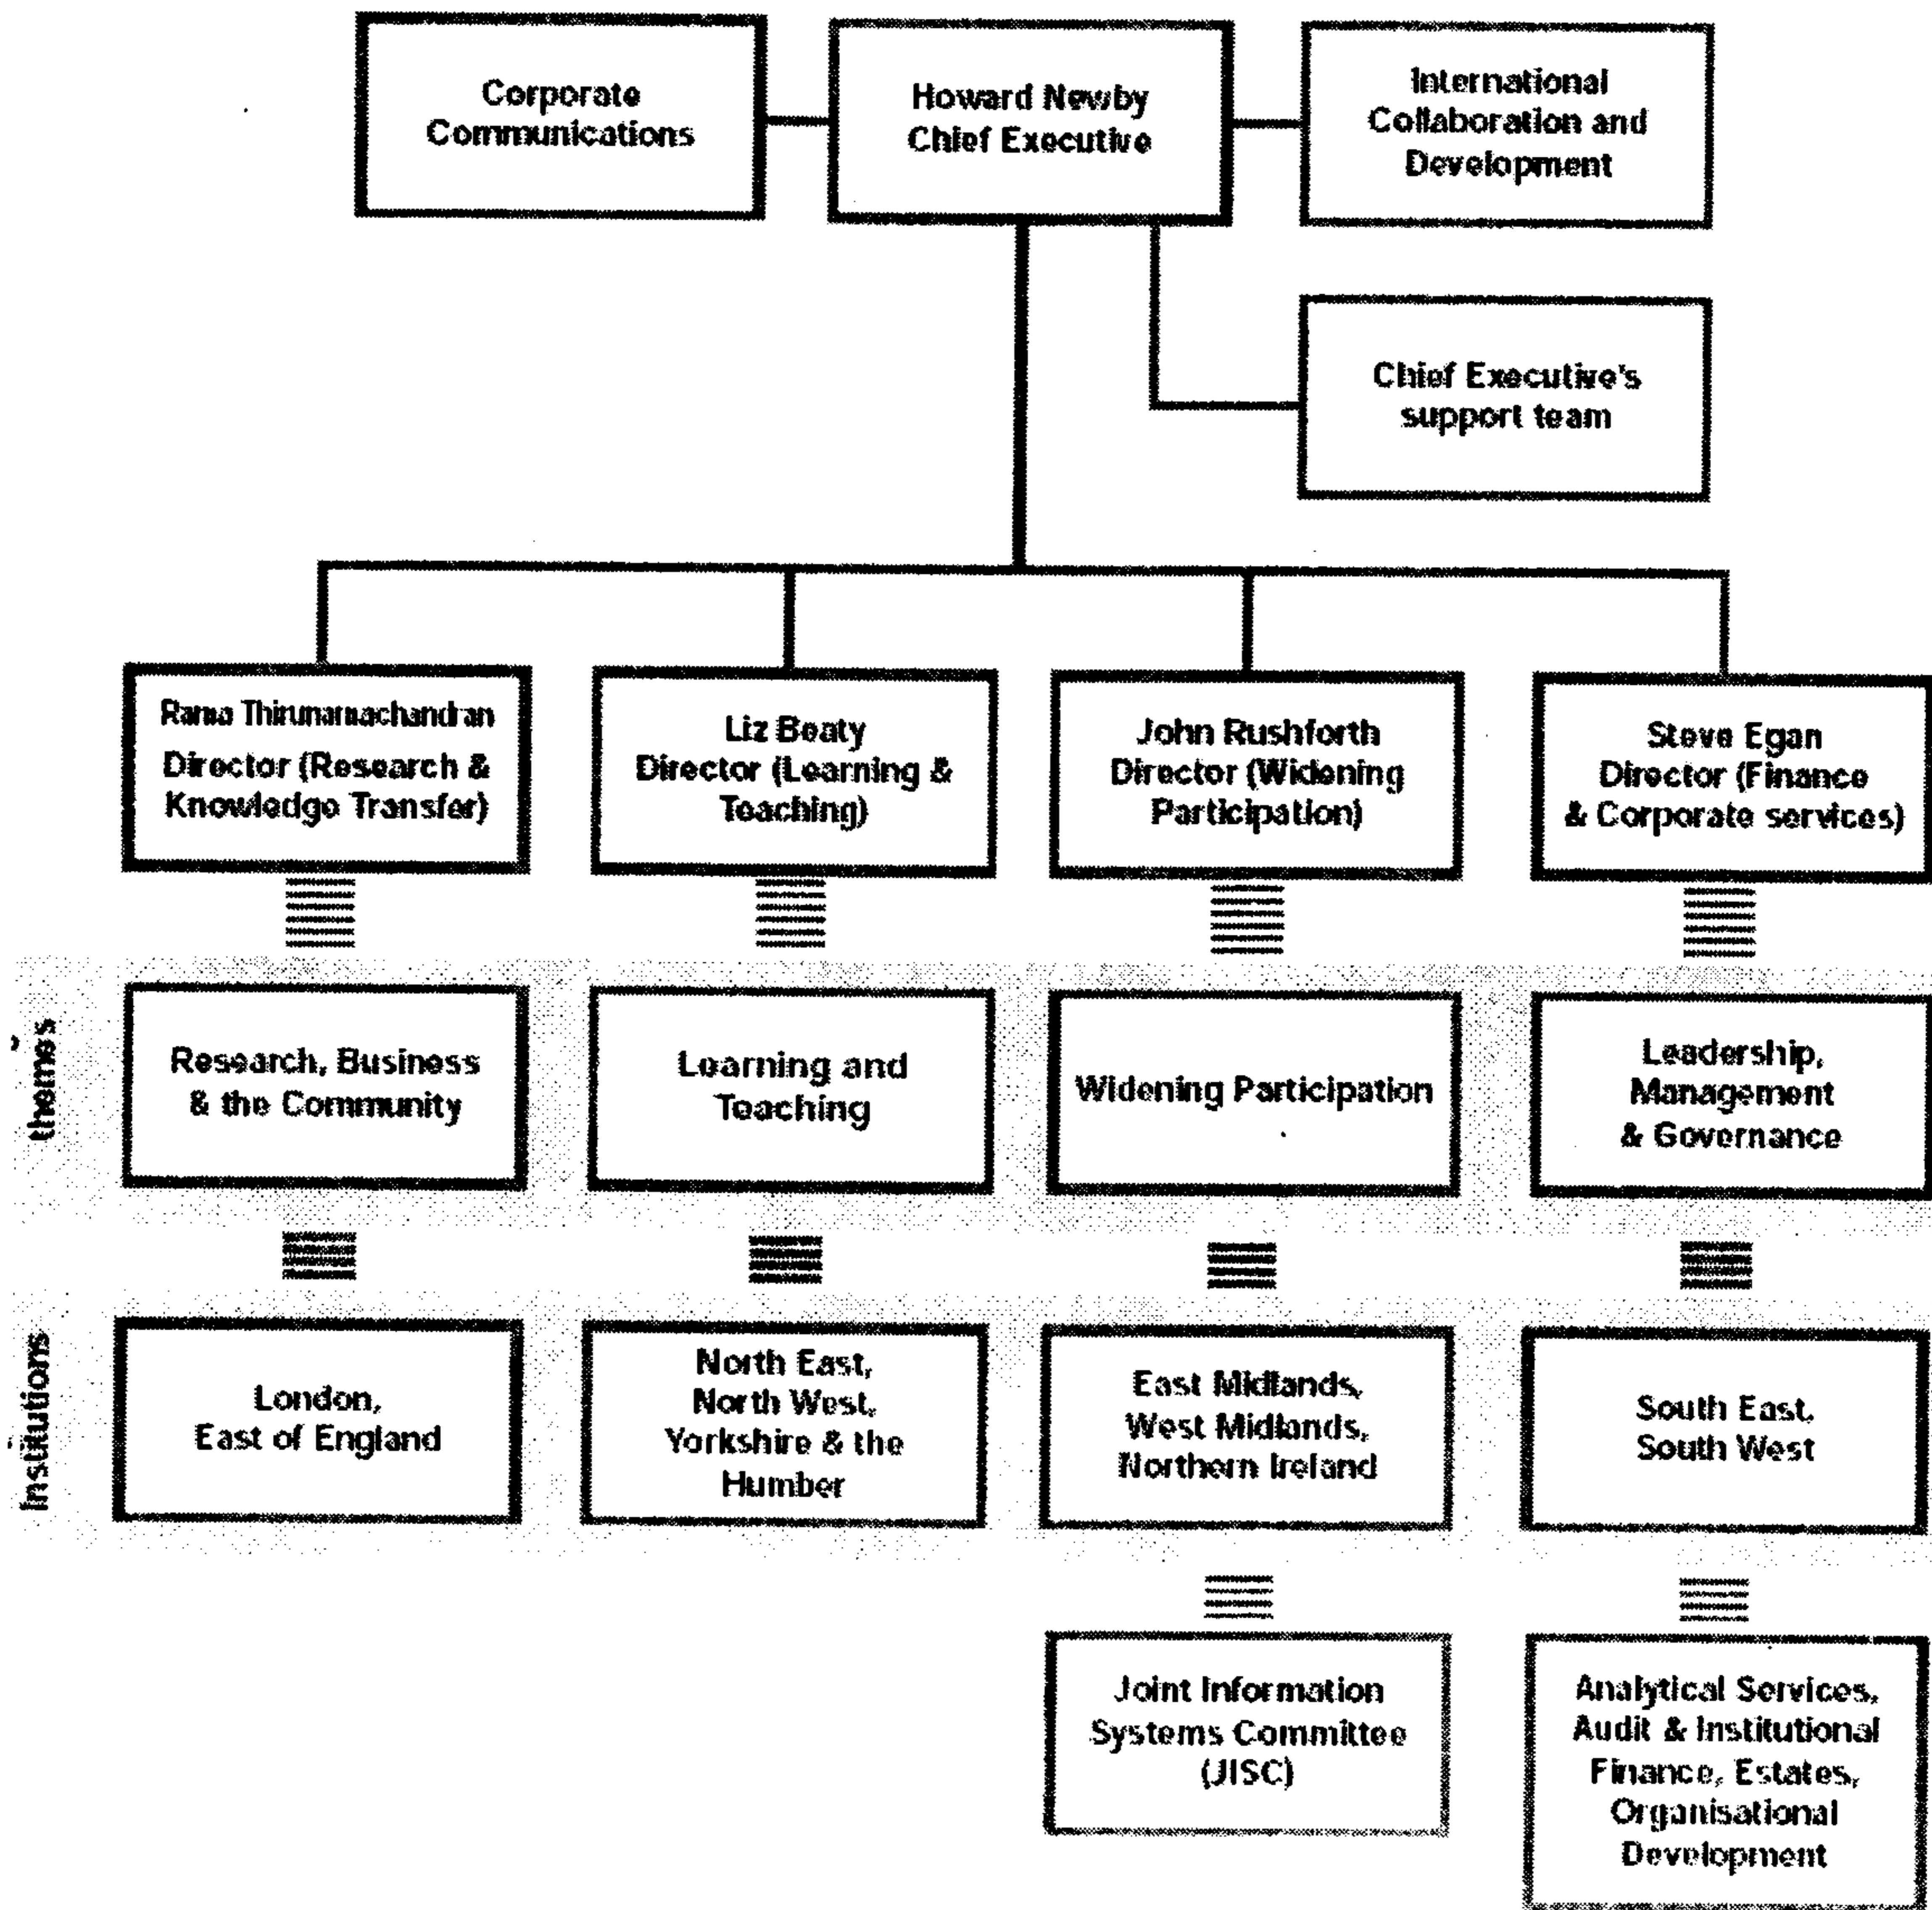 Corporate
Communications
Howard Newby
Chief Executive
International
Collaboration and
Development
Chief Executive's
support team
Rama Thirunamachandran
Director (Research &
Knowledge Transfer)
Liz Beaty
Director (Learning &
Teaching)
John Rushforth
Director (Widening
Participation)
Steve Egan
Director (Finance
& Corporate services)
themes
Research, Business
& the Community
Learning and
Teaching
Widening Participation
Leadership,
Management
& Governance
Institutions
London,
East of England
North East,
North West,
Yorkshire & the
Humber
East Midlands,
West Midlands,
Northern Ireland
South East,
South West
Joint Information
Systems Committee
(JISC)
Analytical Services,
Audit & Institutional
Finance, Estates,
Organisational
Development